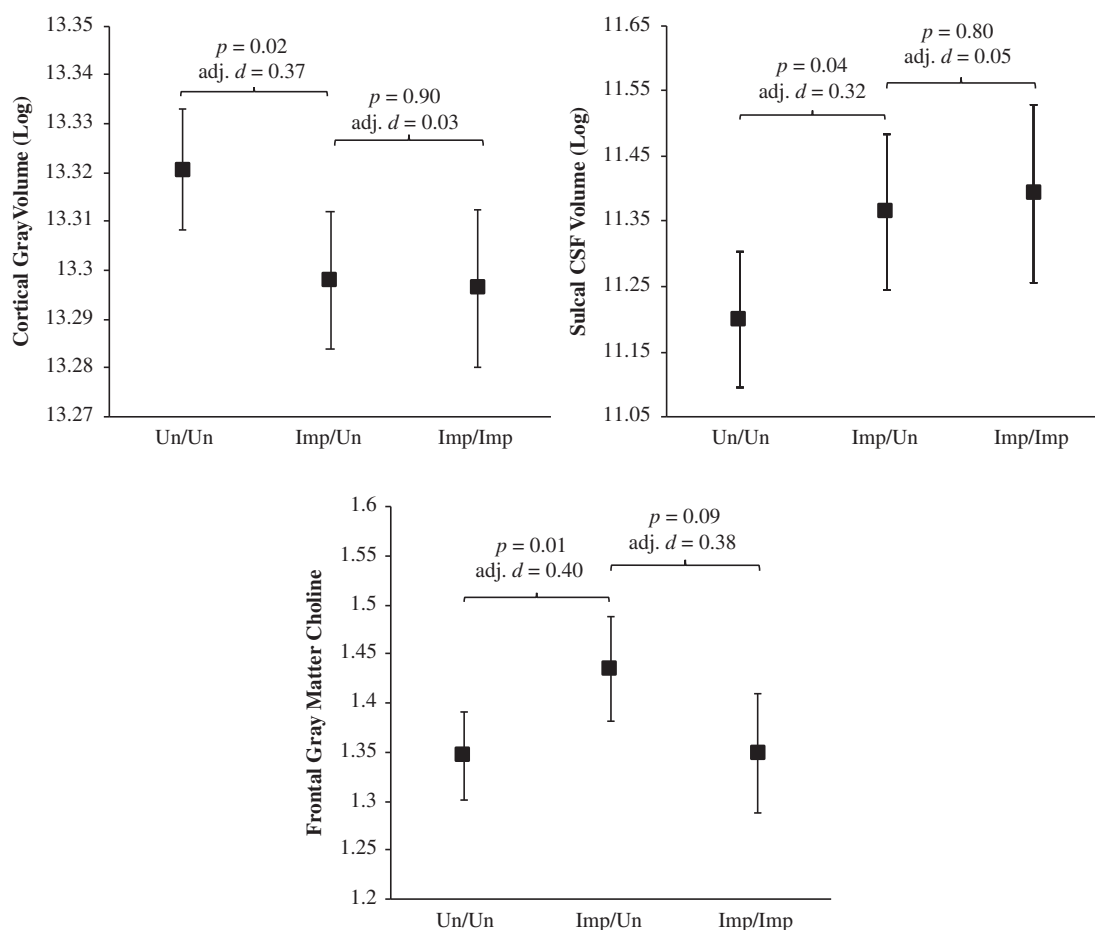 Cortical GrayVolume (Log)
13.35
13.34
13.33
13.32
13.31
13.3
13.29
13.28
13.27
p = 0.02
adj. d = 0.37
p = 0.90
adj. d = 0.03
Un/Un
Imp/Un
Imp/Imp
Sulcal CSF Volume (Log)
11.65
11.55
11.45
11.35
11.25
11.15
11.05
p = 0.04
adj. d = 0.32
p = 0.80
adj. d = 0.05
Un/Un
Imp/Un
Imp/Imp
Frontal Gray Matter Choline
1.6
1.55
1.5
1.45
1.4
1.35
1.3
1.25
1.2
p = 0.01
adj. d = 0.40
p = 0.09
adj. d = 0.38
Un/Un
Imp/Un
Imp/Imp